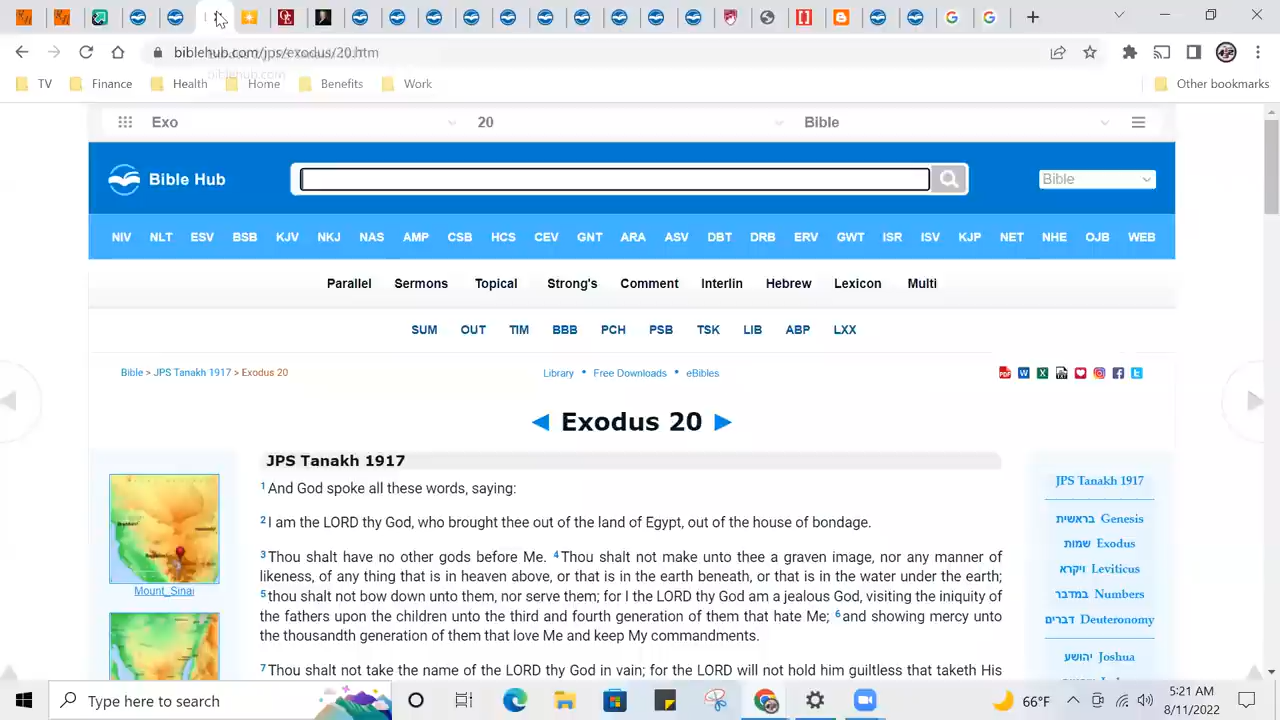 biblehub.com/jps/exodus/20.htm
biblehub.com
TV Finance Health Home Benefits Work Other bookmarks
Exo 20 Bible
Bible Hub Bible
NIV NLT ESV BSB KJV NKJ NAS AMP CSB HCS CEV GNT ARA ASV DBT DRB ERV GWT ISR ISV KJP NET NHE OJB WEB
Parallel Sermons Topical Strong's Comment Interlin Hebrew Lexicon Multi
SUM OUT TIM BBB PCH PSB TSK LIB ABP LXX
Bible > JPS Tanakh 1917 > Exodus 20 Library • Free Downloads • eBibles
◄ Exodus 20 ►
JPS Tanakh 1917
1 And God spoke all these words, saying:
2 I am the LORD thy God, who brought thee out of the land of Egypt, out of the house of bondage.
3 Thou shalt have no other gods before Me. 4 Thou shalt not make unto thee a graven image, nor any manner of
likeness, of any thing that is in heaven above, or that is in the earth beneath, or that is in the water under the earth;
5 thou shalt not bow down unto them, nor serve them; for I the LORD thy God am a jealous God, visiting the iniquity of
the fathers upon the children unto the third and fourth generation of them that hate Me; 6 and showing mercy unto
the thousandth generation of them that love Me and keep My commandments.
7 Thou shalt not take the name of the LORD thy God in vain; for the LORD will not hold him guiltless that taketh His
Mount_Sinai
JPS Tanakh 1917
בראשית Genesis
שמות Exodus
ויקרא Leviticus
במדבר Numbers
דברים Deuteronomy
יהושע Joshua
Type here to search
66°F
5:21 AM
8/11/2022